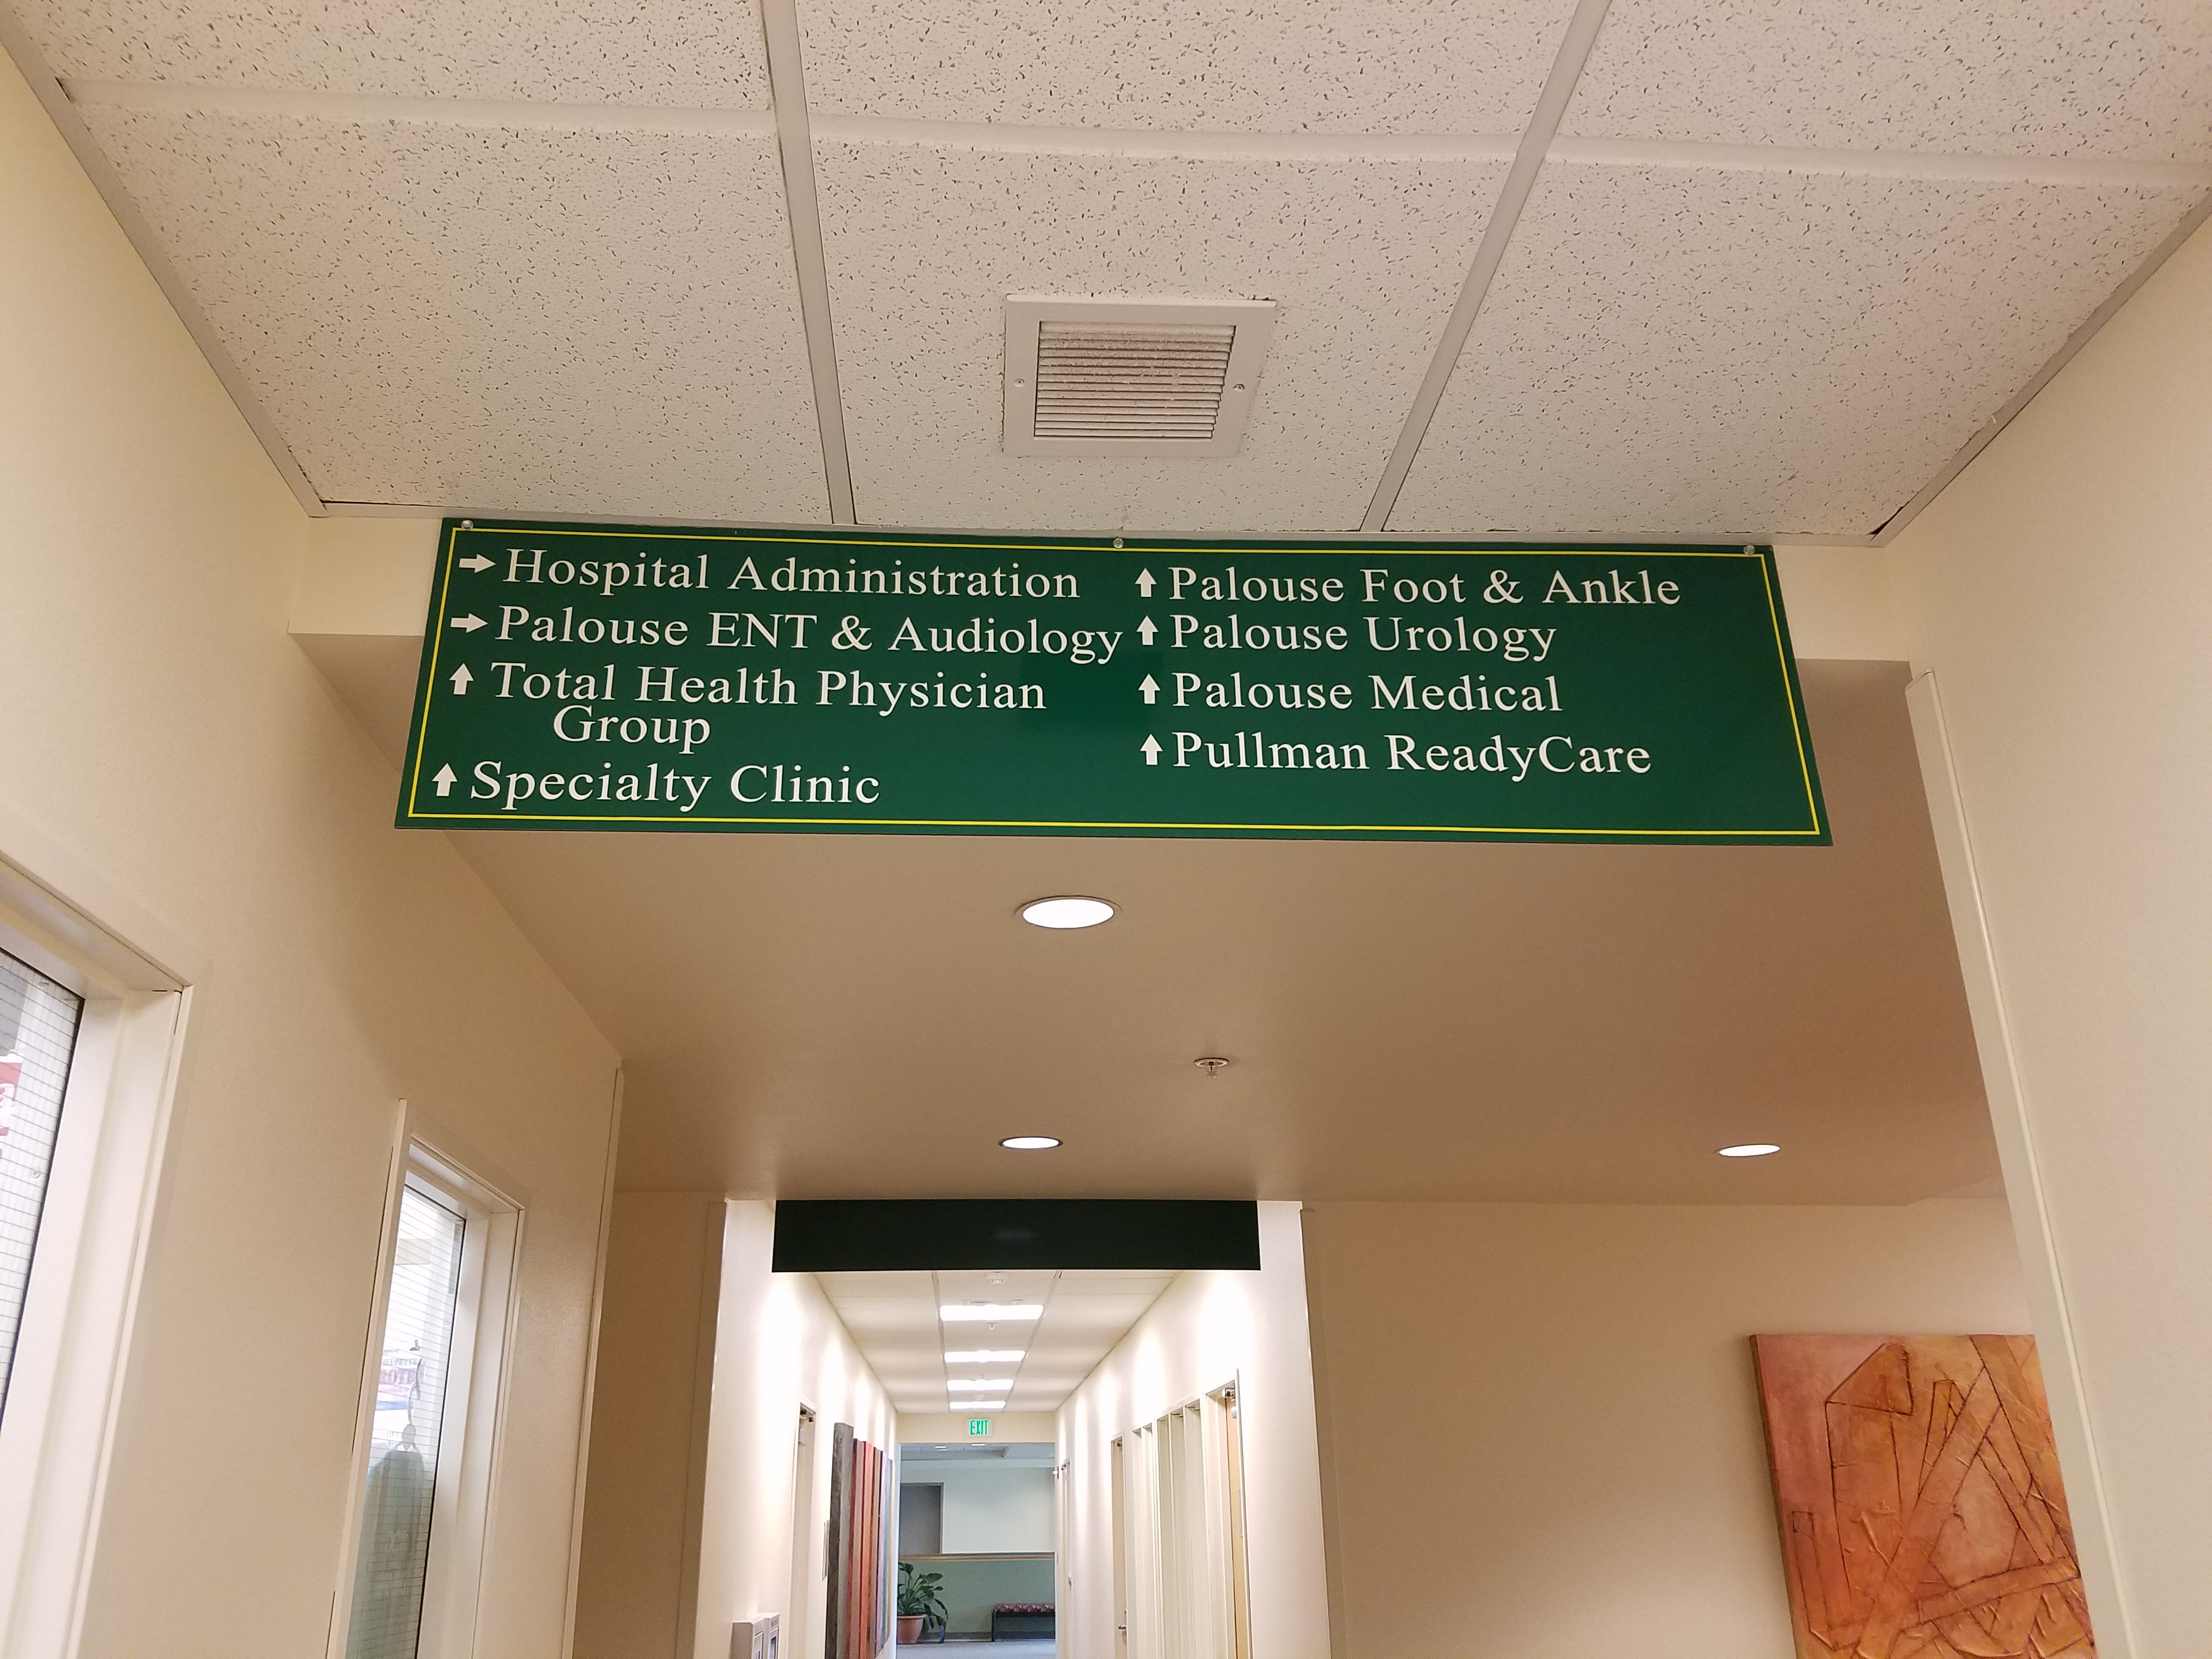 → Hospital Administration
→ Palouse ENT & Audiology
↑ Total Health Physician
Group
↑ Specialty Clinic
↑ Palouse Foot & Ankle
↑ Palouse Urology
↑ Palouse Medical
↑ Pullman ReadyCare
EXIT